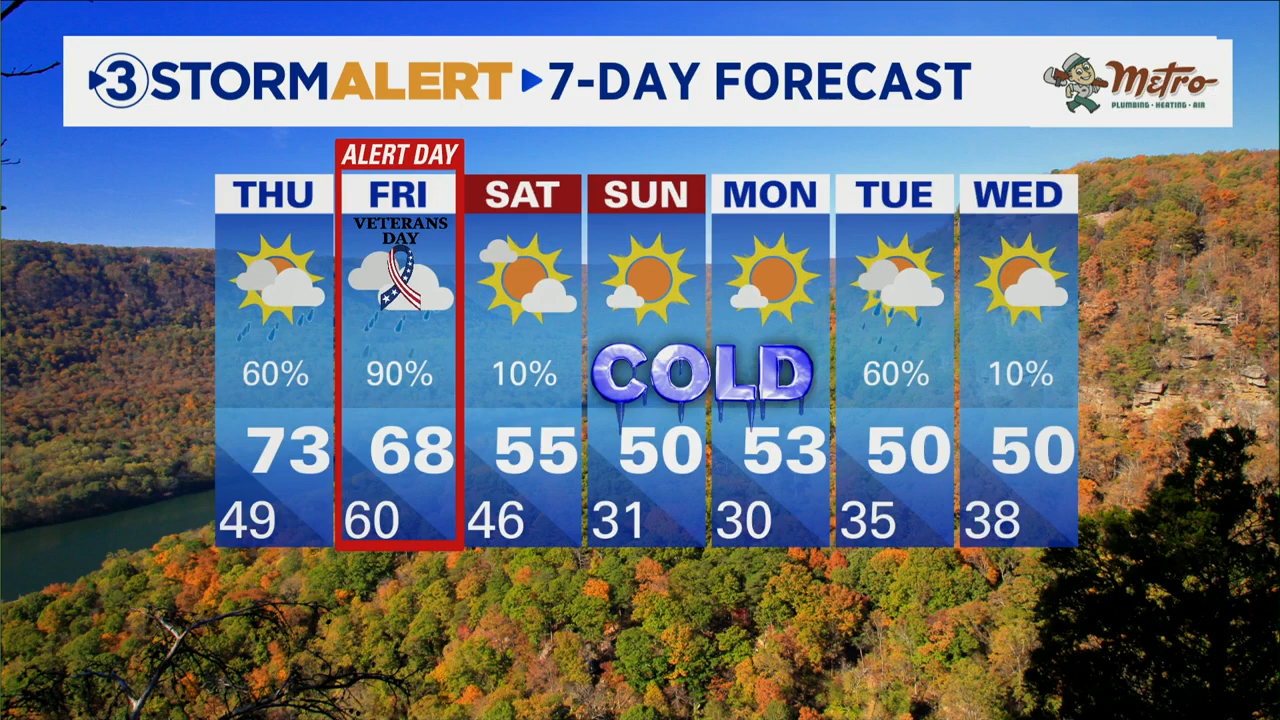 3 STORMALERT 7-DAY FORECAST
Metro
PLUMBING · HEATING · AIR
ALERT DAY
THU FRI SAT SUN MON TUE WED
VETERANS
DAY
60% 90% 10% COLD 60% 10%
73 68 55 50 53 50 50
49 60 46 31 30 35 38